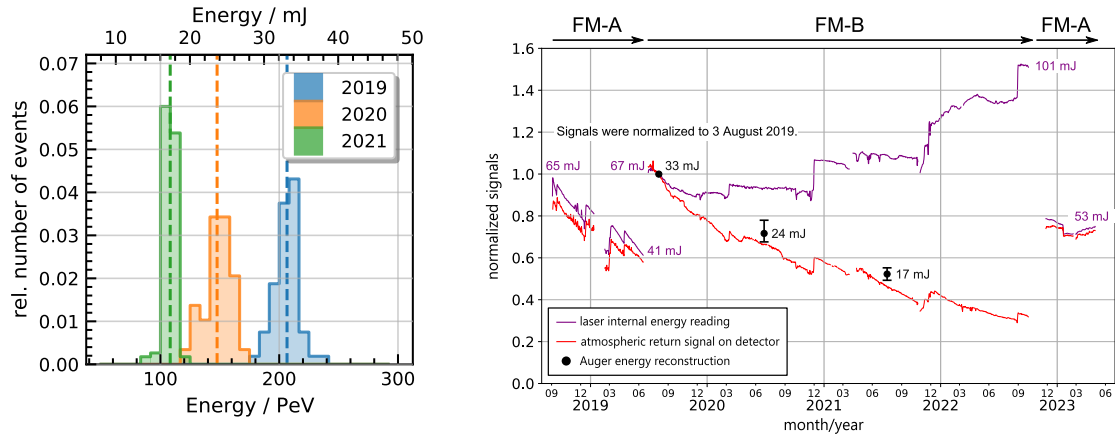 Energy / mJ
10 20 30 40 50
rel. number of events
0.07
0.06
0.05
0.04
0.03
0.02
0.01
0.00
2019
2020
2021
100 200 300
Energy / PeV
FM-A FM-B FM-A
normalized signals
1.6
1.4
1.2
1.0
0.8
0.6
0.4
0.2
0.0
101 mJ
Signals were normalized to 3 August 2019.
65 mJ 67 mJ 33 mJ
24 mJ
53 mJ
41 mJ
17 mJ
laser internal energy reading
atmospheric return signal on detector
Auger energy reconstruction
09 12 03 06 09 12 03 06 09 12 03 06 09 12 03 06 09 12 03 06
2019 2020 2021 2022 2023
month/year